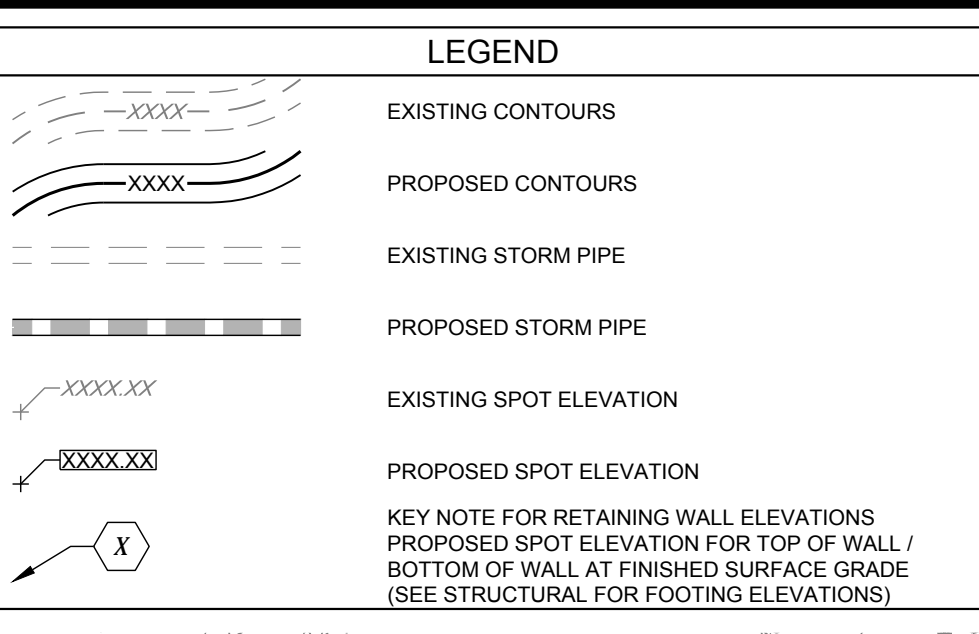 LEGEND
XXXX EXISTING CONTOURS
XXXX PROPOSED CONTOURS
EXISTING STORM PIPE
PROPOSED STORM PIPE
XXXX.XX EXISTING SPOT ELEVATION
XXXX.XX PROPOSED SPOT ELEVATION
X
KEY NOTE FOR RETAINING WALL ELEVATIONS
PROPOSED SPOT ELEVATION FOR TOP OF WALL /
BOTTOM OF WALL AT FINISHED SURFACE GRADE
(SEE STRUCTURAL FOR FOOTING ELEVATIONS)